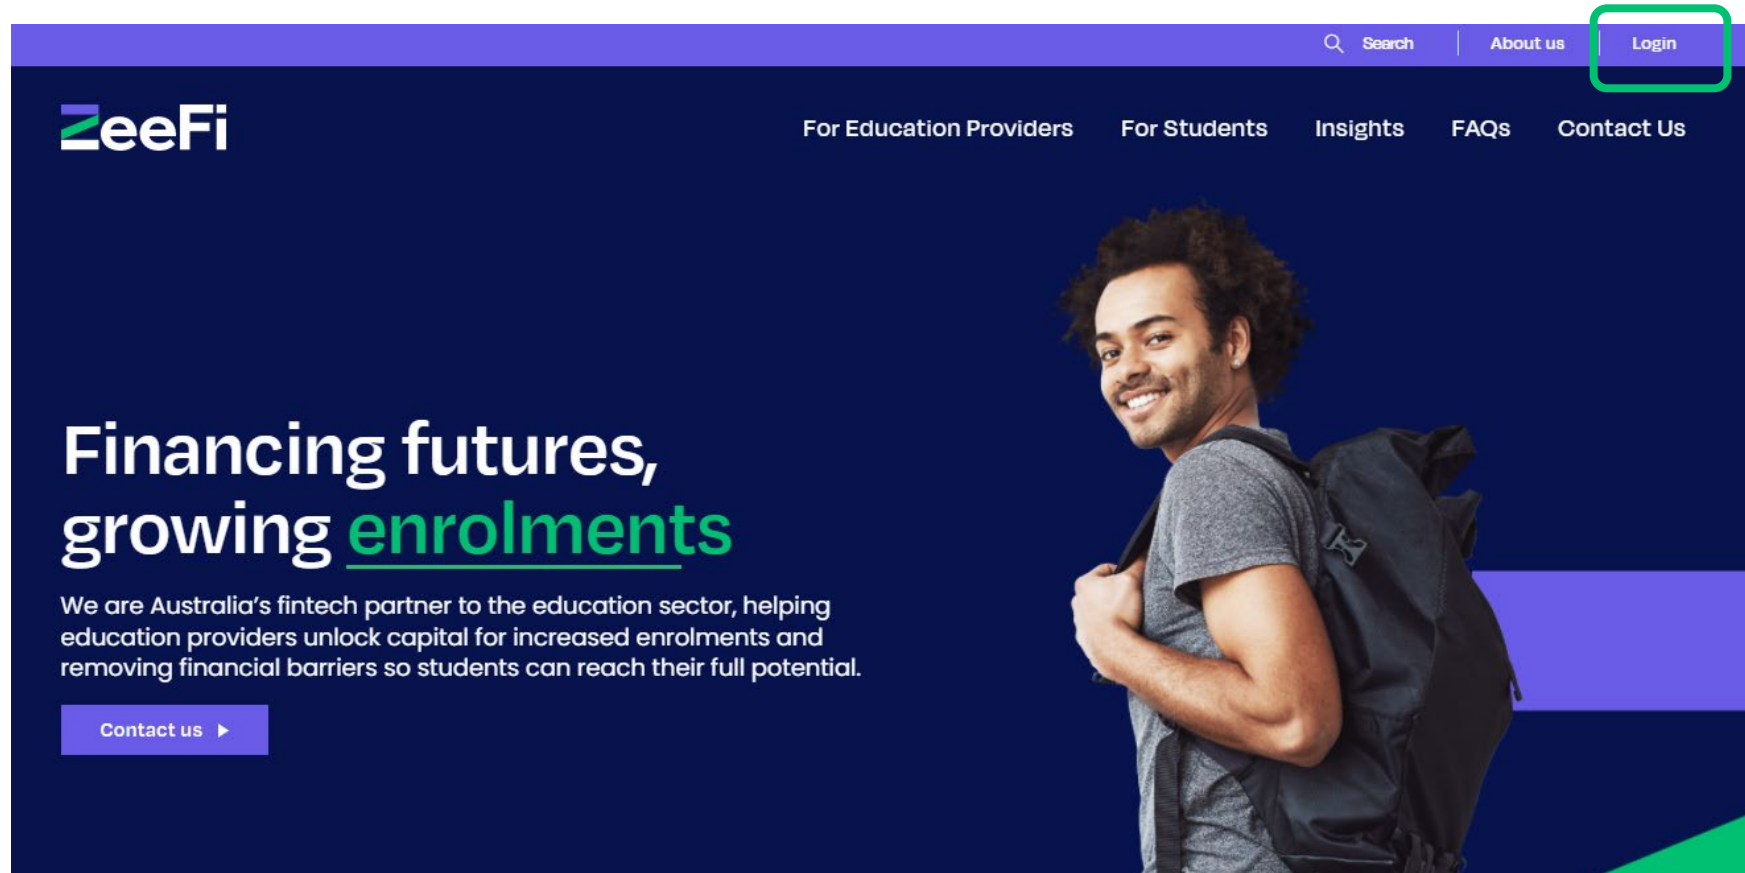 Search About us Login
ZeeFi
For Education Providers For Students Insights FAQs Contact Us
Financing futures,
growing enrolments
We are Australia's fintech partner to the education sector, helping
education providers unlock capital for increased enrolments and
removing financial barriers so students can reach their full potential.
Contact us